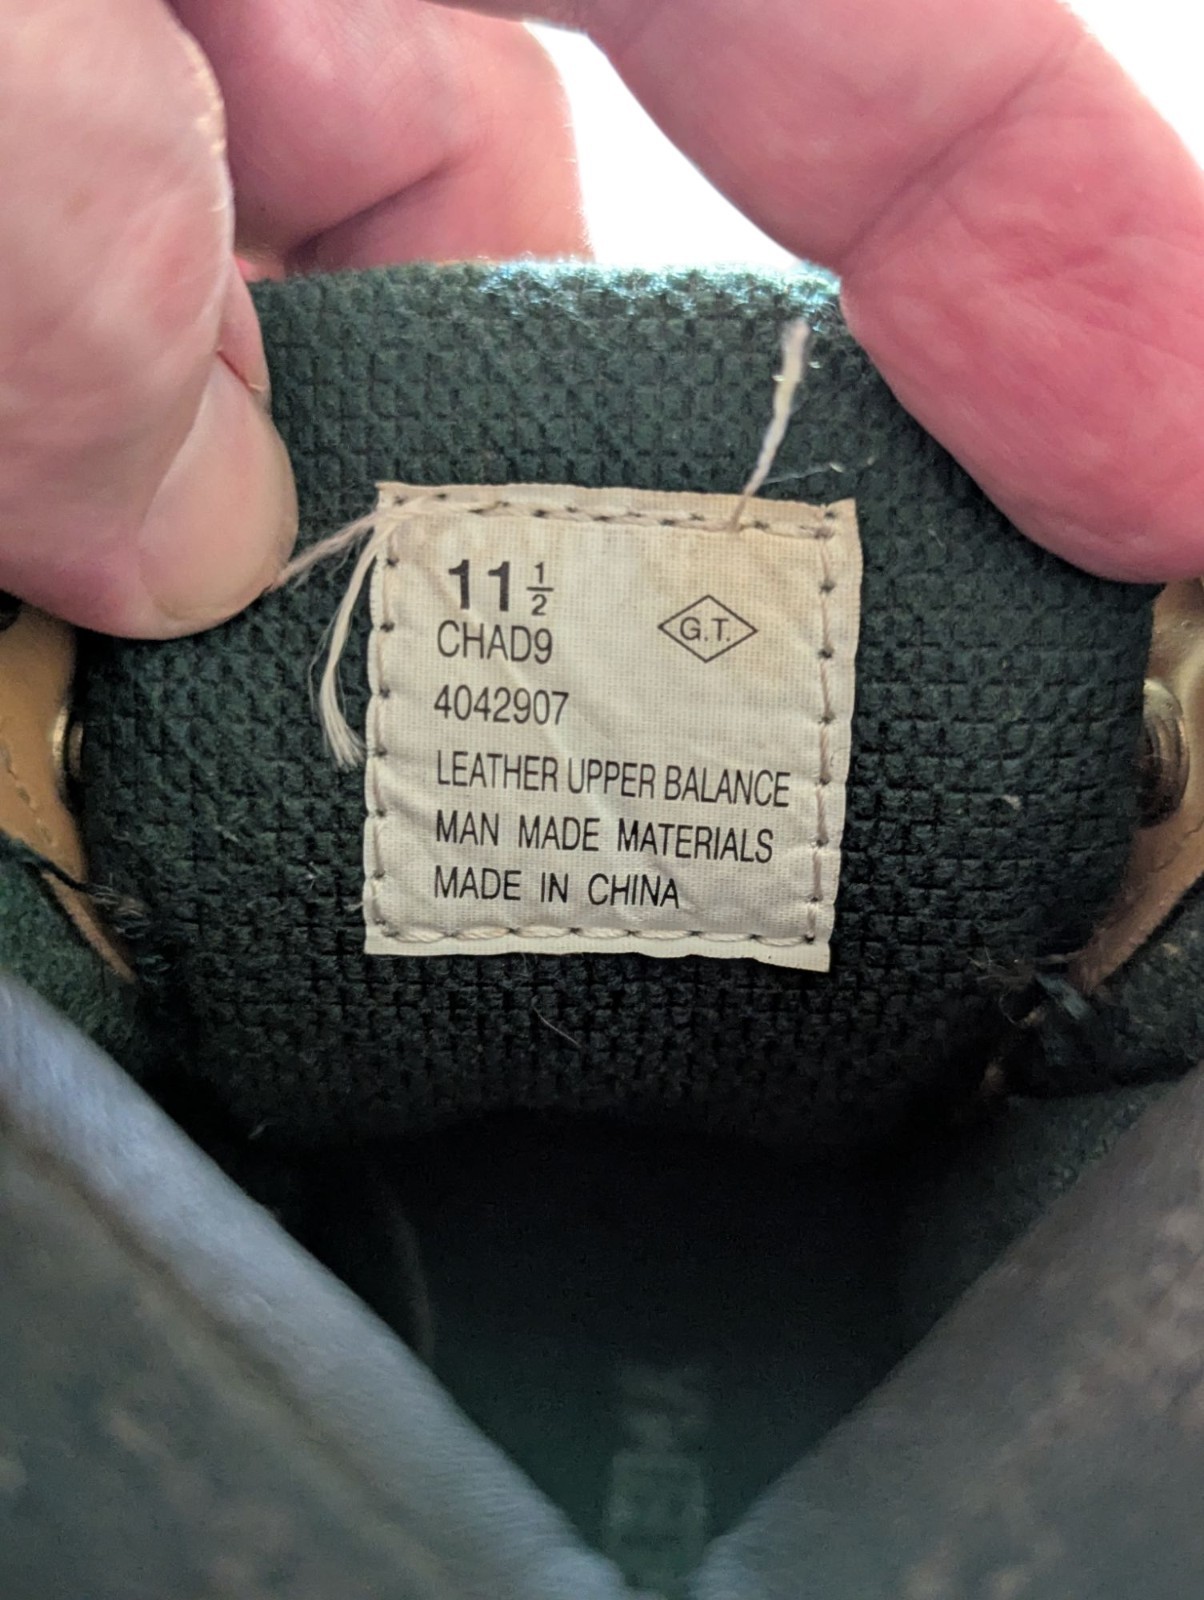 11 1/2
CHAD9
G.T.
4042907
LEATHER UPPER BALANCE
MAN MADE MATERIALS
MADE IN CHINA